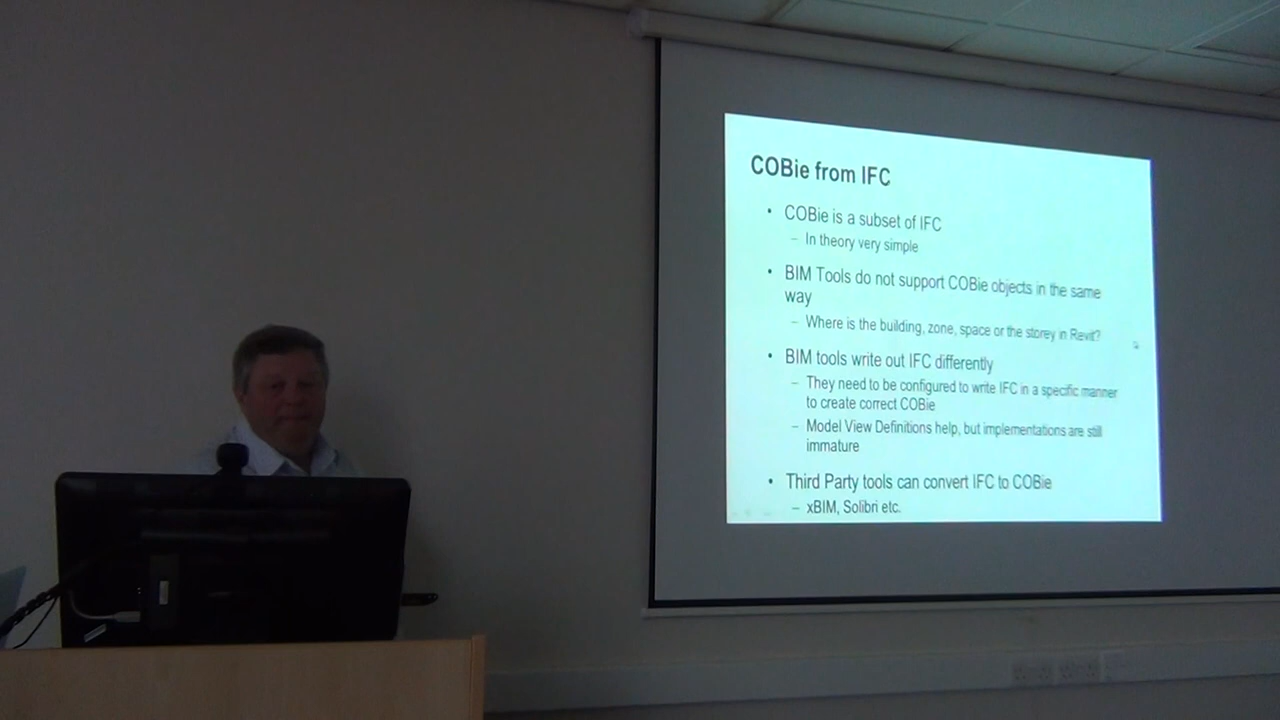 COBie from IFC
• COBie is a subset of IFC
– In theory very simple
• BIM Tools do not support COBie objects in the same
way
– Where is the building, zone, space or the storey in Revit?
• BIM tools write out IFC differently
– They need to be configured to write IFC in a specific manner
to create correct COBie
– Model View Definitions help, but implementations are still
immature
• Third Party tools can convert IFC to COBie
– xBIM, Solibri etc.